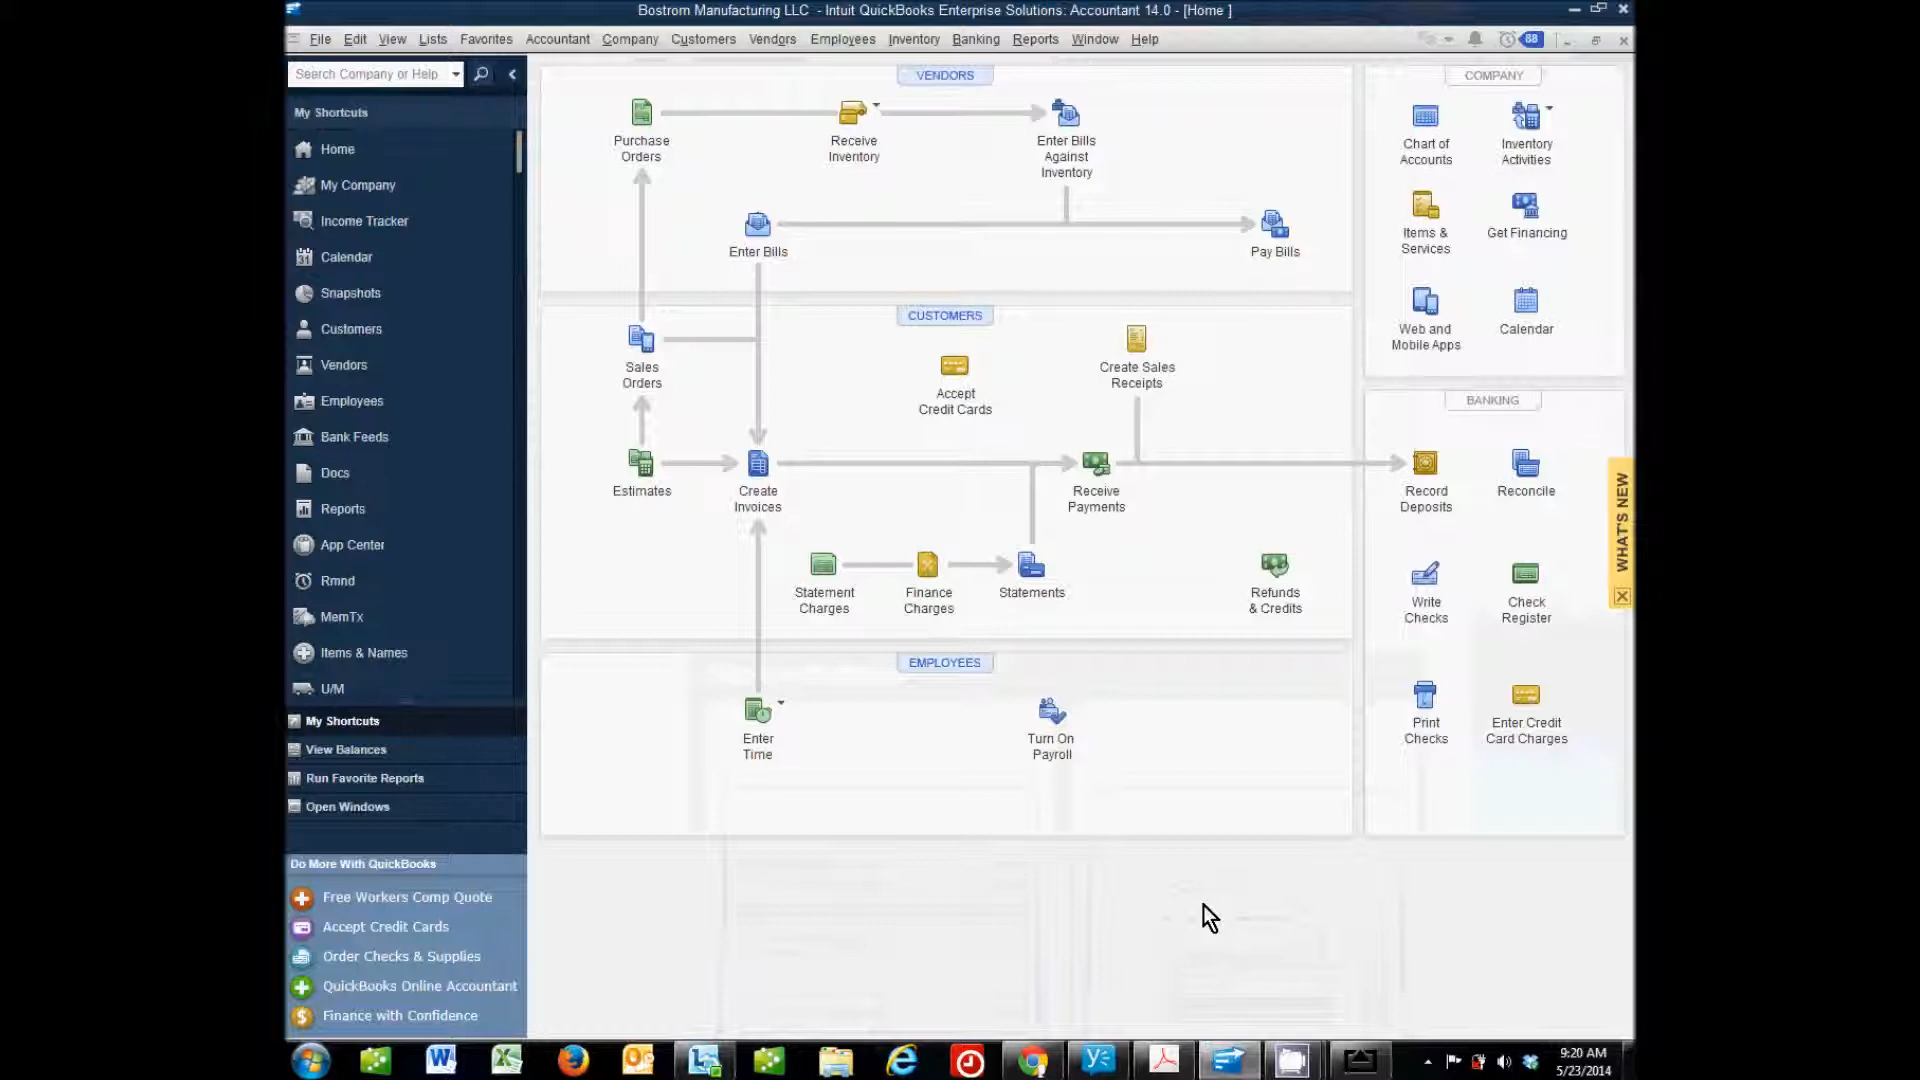 Bostrom Manufacturing LLC - Intuit QuickBooks Enterprise Solutions: Accountant 14.0 - [Home ]
File Edit View Lists Favorites Accountant Company Customers Vendors Employees Inventory Banking Reports Window Help
88
Search Company or Help
My Shortcuts
Home
My Company
Income Tracker
Calendar
Snapshots
Customers
Vendors
Employees
Bank Feeds
Docs
Reports
App Center
Rmnd
MemTx
Items & Names
U/M
My Shortcuts
View Balances
Run Favorite Reports
Open Windows
Do More With QuickBooks
Free Workers Comp Quote
Accept Credit Cards
Order Checks & Supplies
QuickBooks Online Accountant
Finance with Confidence
VENDORS
Purchase
Orders
Receive
Inventory
Enter Bills
Against
Inventory
Enter Bills
Pay Bills
CUSTOMERS
Sales
Orders
Accept
Credit Cards
Create Sales
Receipts
Estimates
Create
Invoices
Receive
Payments
Statement
Charges
Finance
Charges
Statements
Refunds
& Credits
EMPLOYEES
Enter
Time
Turn On
Payroll
COMPANY
Chart of
Accounts
Inventory
Activities
Items &
Services
Get Financing
Web and
Mobile Apps
Calendar
BANKING
Record
Deposits
Reconcile
Write
Checks
Check
Register
Print
Checks
Enter Credit
Card Charges
WHAT'S NEW
9:20 AM
5/23/2014